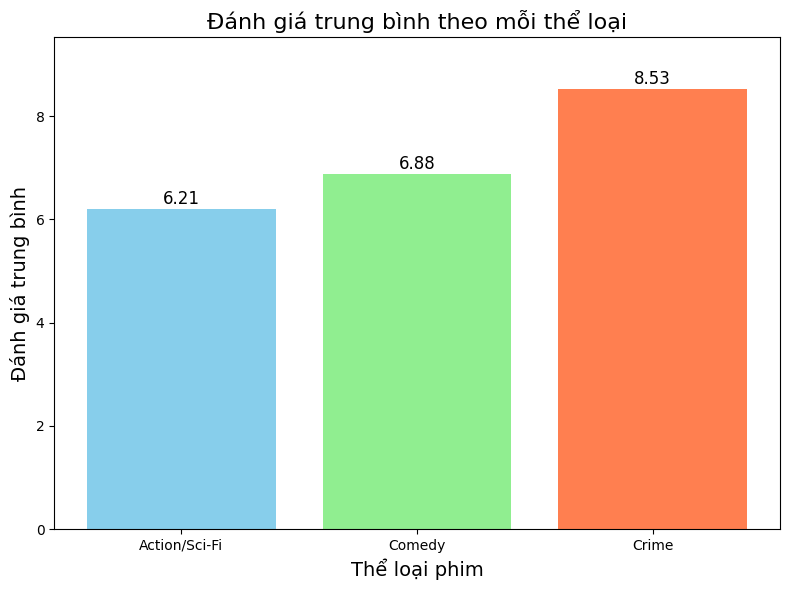 Đánh giá trung bình theo mỗi thể loại
Đánh giá trung bình
8
6
4
2
0
6.21
6.88
8.53
Action/Sci-Fi
Comedy
Crime
Thể loại phim